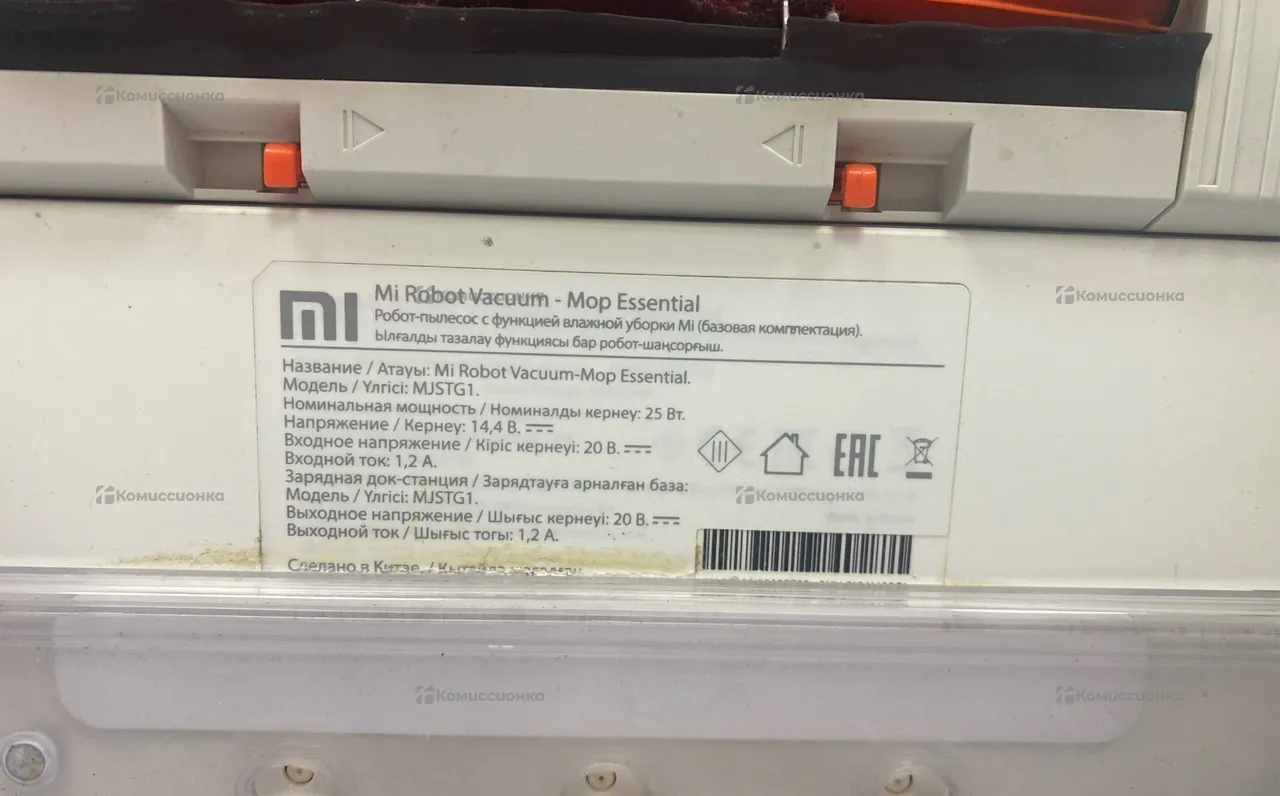 Mi Robot Vacuum - Mop Essential
Робот-пылесос с функцией влажной уборки Mi (базовая комплектация).
Ылғалды тазалау функциясы бар робот-шаңсорғыш.
Название / Атауы: Mi Robot Vacuum-Mop Essential.
Модель / Үлгісі: MJSTG1.
Номинальная мощность / Номиналды кернеу: 25 Вт.
Напряжение / Кернеу: 14,4 В.
Входное напряжение / Кіріс кернеуі: 20 В.
Входной ток: 1,2 А.
Зарядная док-станция / Зарядтауға арналған база:
Модель / Үлгісі: MJSTG1.
Выходное напряжение / Шығыс кернеуі: 20 В.
Выходной ток / Шығыс тогы: 1,2 А.
Сделано в Китае. /
EAC
Комиссионка
Комиссионка
Комиссионка
Комиссионка
Комиссионка
Комиссионка
Комиссионка